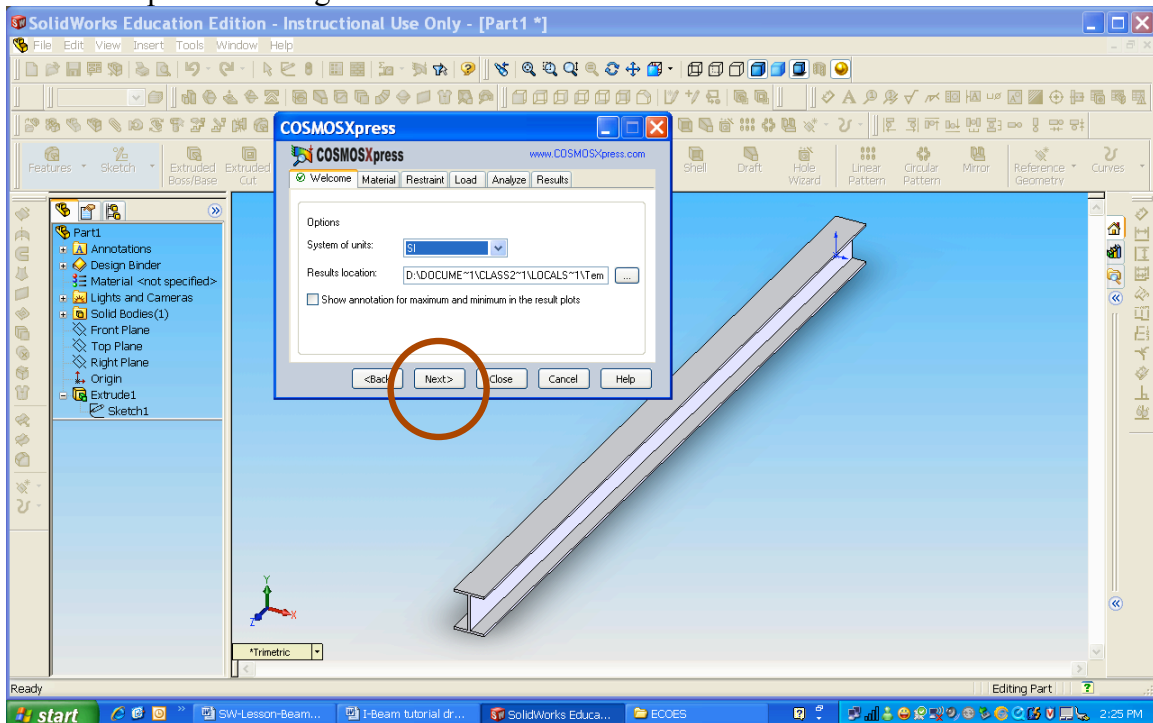 SolidWorks Education Edition - Instructional Use Only - [Part1 *]
File Edit View Insert Tools Window Help
COSMOSXpress
COSMOSXpress www.COSMOSXpress.com
Welcome Material Restraint Load Analyze Results
Options
System of units: SI
Results location: D:\DOCUME~1\CLASS2~1\LOCALS~1\Tem ...
Show annotation for maximum and minimum in the result plots
<Back Next> Close Cancel Help
Features Sketch Extruded Boss/Base Extruded Cut Shell Draft Hole Wizard Linear Pattern Circular Pattern Mirror Reference Geometry Curves
Part1
Annotations
Design Binder
Material <not specified>
Lights and Cameras
Solid Bodies(1)
Front Plane
Top Plane
Right Plane
Origin
Extrude1
Sketch1
Y
X
Z
*Trimetric
Ready Editing Part
start SW-Lesson-Beam... I-Beam tutorial dr... SolidWorks Educa... ECOES 2:25 PM